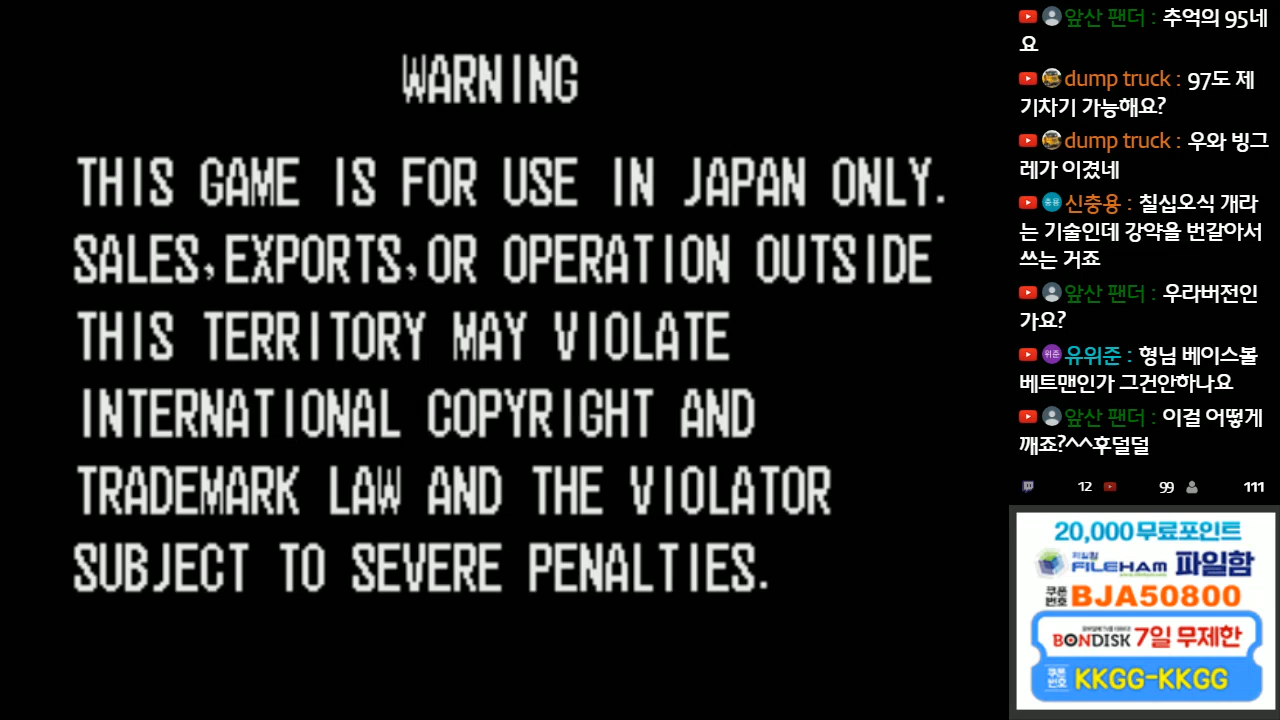 WARNING
THIS GAME IS FOR USE IN JAPAN ONLY.
SALES,EXPORTS,OR OPERATION OUTSIDE
THIS TERRITORY MAY VIOLATE
INTERNATIONAL COPYRIGHT AND
TRADEMARK LAW AND THE VIOLATOR
SUBJECT TO SEVERE PENALTIES.
앞산 팬더 : 추억의 95네
요
dump truck : 97도 제
기차기 가능해요?
dump truck : 우와 빙그
레가 이겼네
충용 신충용 : 칠십오식 개라
는 기술인데 강약을 번갈아서
쓰는 거죠
앞산 팬더 : 우라버전인
가요?
위준 유위준 : 형님 베이스볼
베트맨인가 그건안하나요
앞산 팬더 : 이걸 어떻게
깨죠?^^후덜덜
12 99 111
20,000무료포인트
파일함 FILEHAM 파일함
쿠폰
번호 BJA50800
BONDISK 7일 무제한
쿠폰
번호 KKGG-KKGG